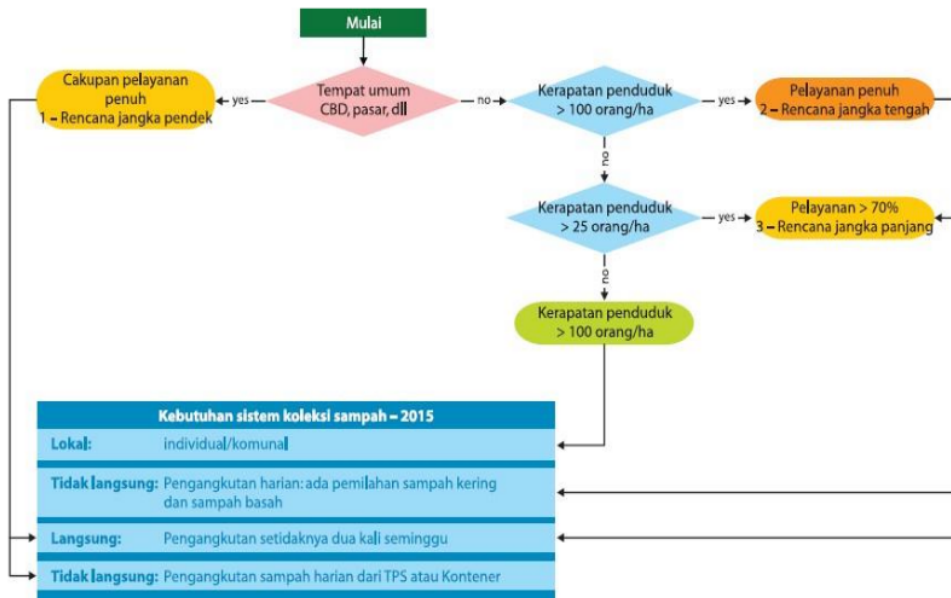 Mulai
Cakupan pelayanan
penuh
1 – Rencana jangka pendek
yes
Tempat umum
CBD, pasar, dll
no
Kerapatan penduduk
> 100 orang/ha
yes
Pelayanan penuh
2 – Rencana jangka tengah
no
Kerapatan penduduk
> 25 orang/ha
yes
Pelayanan > 70%
3 – Rencana jangka panjang
no
Kerapatan penduduk
> 100 orang/ha
Kebutuhan sistem koleksi sampah – 2015
Lokal: individual/komunal
Tidak langsung: Pengangkutan harian: ada pemilahan sampah kering
dan sampah basah
Langsung: Pengangkutan setidaknya dua kali seminggu
Tidak langsung: Pengangkutan sampah harian dari TPS atau Kontener